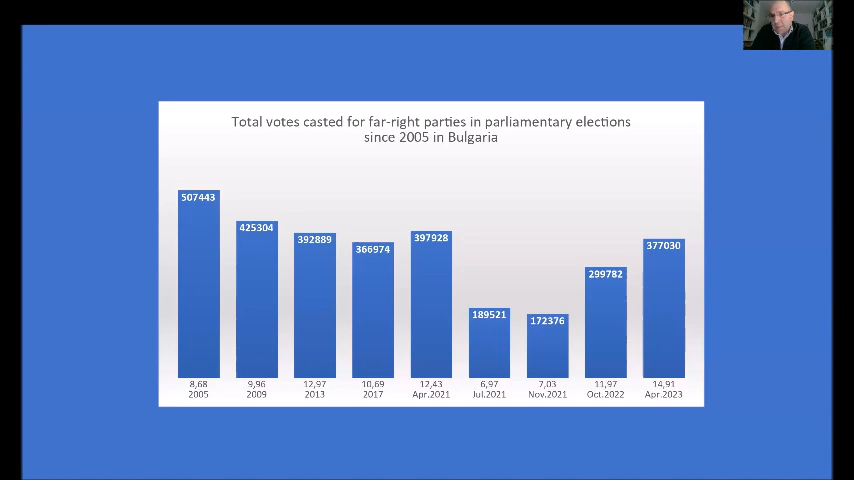 Total votes casted for far-right parties in parliamentary elections
since 2005 in Bulgaria
507443
425304
392889
366974
397928
189521
172376
299782
377030
8,68 9,96 12,97 10,69 12,43 6,97 7,03 11,97 14,91
2005 2009 2013 2017 Apr.2021 Jul.2021 Nov.2021 Oct.2022 Apr.2023